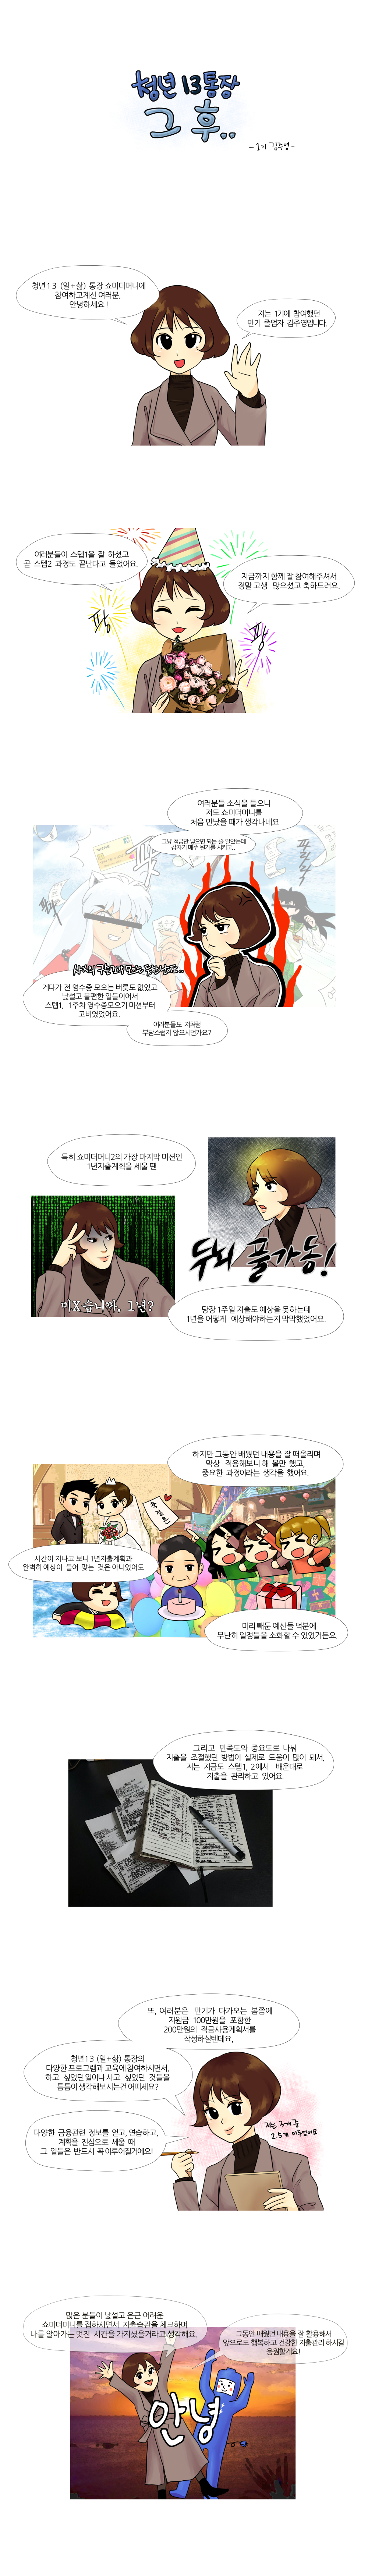 청년 13통장
그 후..
- 1기 김주영 -
청년1 3 (일+삶) 통장 쇼미더머니에
참여하고계신 여러분,
안녕하세요 !
저는 1기에 참여했던
만기 졸업자 김주영입니다.
여러분들이 스텝1을 잘 하셨고
곧 스텝2 과정도 끝난다고 들었어요.
지금까지 함께 잘 참여해주셔서
정말 고생 많으셨고 축하드려요.
팡
팡
여러분들 소식을 들으니
저도 쇼미더머니를
처음 만났을 때가 생각나네요
그냥 적금만 넣으면 되는 줄 알았는데
갑자기 매주 뭔가를 시키고..
게다가 전 영수증 모으는 버릇도 없었고
낯설고 불편한 일들이어서
스텝1, 1주차 영수증모으기 미션부터
고비였었어요.
여러분들도 저처럼
부담스럽지 않으시던가요?
특히 쇼미더머니2의 가장 마지막 미션인
1년지출계획을 세울 땐
미X습니까, 1년?
두뇌 풀가동!
당장 1주일 지출도 예상을 못하는데
1년을 어떻게 예상해야하는지 막막했었어요.
하지만 그동안 배웠던 내용을 잘 떠올리며
막상 적용해보니 해 볼만 했고,
중요한 과정이라는 생각을 했어요.
시간이 지나고 보니 1년지출계획과
완벽히 예상이 들어 맞는 것은 아니었어도
미리 빼둔 예산들 덕분에
무난히 일정들을 소화할 수 있었거든요.
그리고 만족도와 중요도로 나눠
지출을 조절했던 방법이 실제로 도움이 많이 돼서,
저는 지금도 스텝1, 2에서 배운대로
지출을 관리하고 있어요.
또, 여러분은 만기가 다가오는 봄쯤에
지원금 100만원을 포함한
200만원의 적금사용계획서를
작성하실텐데요,
청년1 3 (일+삶) 통장의
다양한 프로그램과 교육에 참여하시면서,
하고 싶었던일이나 사고 싶었던 것들을
틈틈이 생각해보시는건 어떠세요?
저는 3개 중
2.5개 이루었어요
다양한 금융관련 정보를 얻고, 연습하고,
계획을 진심으로 세울 때
그 일들은 반드시 꼭 이루어질거에요!
많은 분들이 낯설고 은근 어려운
쇼미더머니를 접하시면서 지출습관을 체크하며
나를 알아가는 멋진 시간을 가지셨을거라고 생각해요.
그동안 배웠던 내용을 잘 활용해서
앞으로도 행복하고 건강한 지출관리 하시길
응원할게요!
안녕